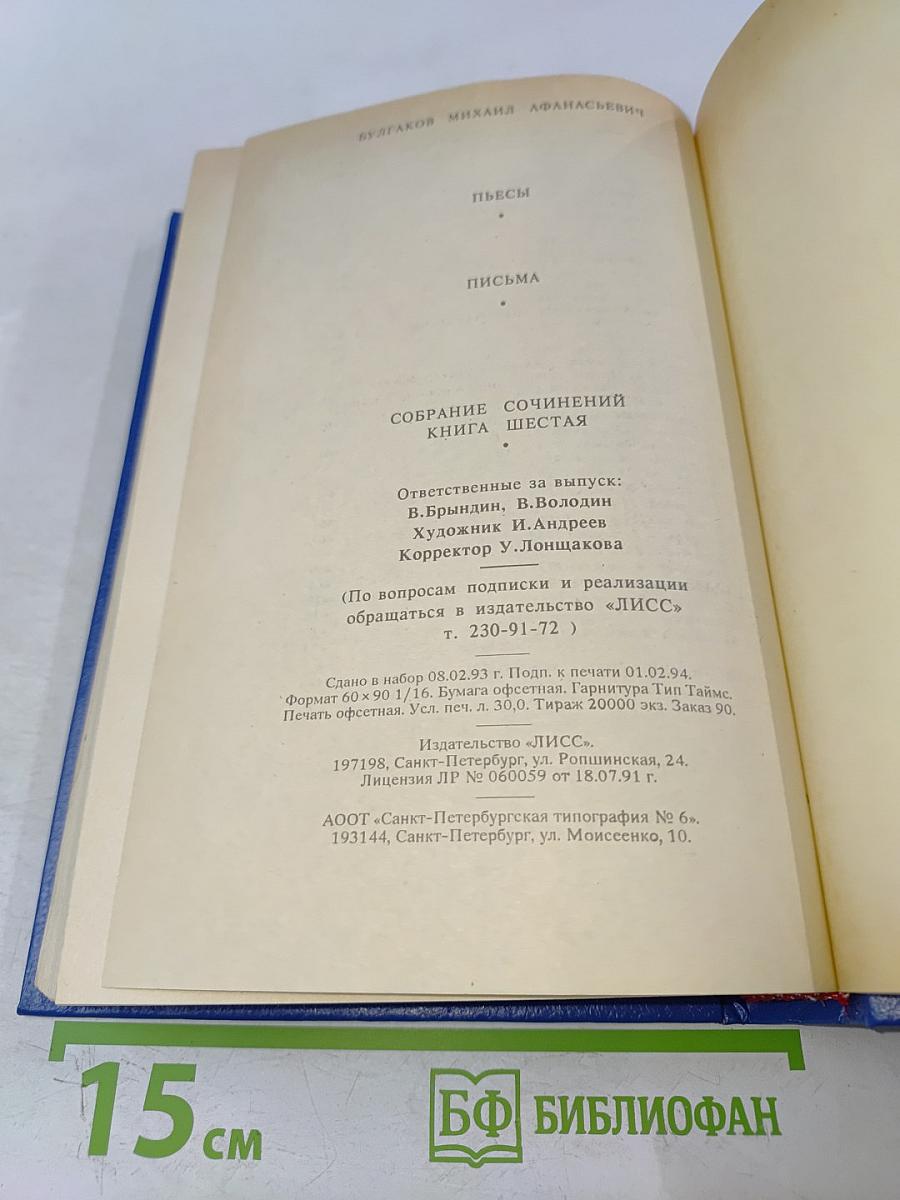 БУЛГАКОВ МИХАИЛ АФАНАСЬЕВИЧ
ПЬЕСЫ
ПИСЬМА
СОБРАНИЕ СОЧИНЕНИЙ
КНИГА ШЕСТАЯ
Ответственные за выпуск:
В.Брындин, В.Володин
Художник И.Андреев
Корректор У.Лонщакова
(По вопросам подписки и реализации
обращаться в издательство «ЛИСС»
т. 230-91-72 )
Сдано в набор 08.02.93 г. Подп. к печати 01.02.94.
Формат 60×90 1/16. Бумага офсетная. Гарнитура Тип Таймс.
Печать офсетная. Усл. печ. л. 30,0. Тираж 20000 экз. Заказ 90.
Издательство «ЛИСС».
197198, Санкт-Петербург, ул. Ропшинская, 24.
Лицензия ЛР № 060059 от 18.07.91 г.
АООТ «Санкт-Петербургская типография № 6».
193144, Санкт-Петербург, ул. Моисеенко, 10.
15 см
БФ БИБЛИОФАН